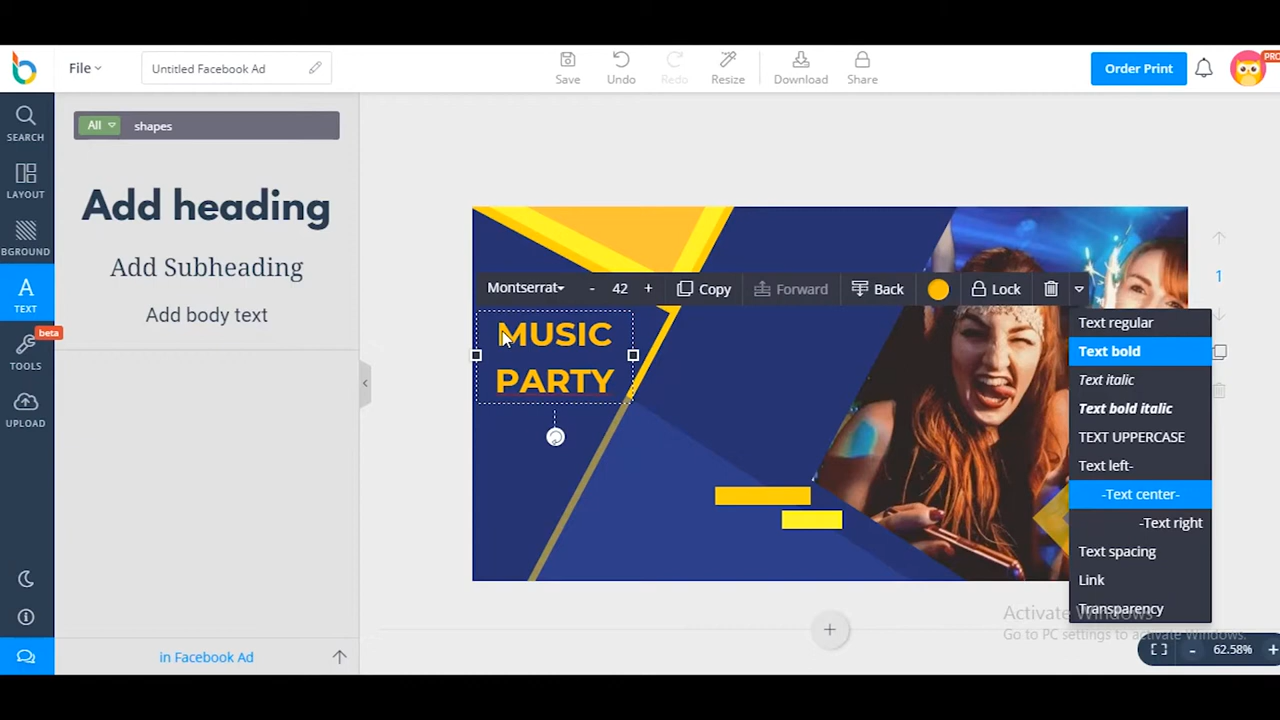 File
Untitled Facebook Ad
Save
Undo
Redo
Resize
Download
Share
Order Print
PRO
SEARCH
LAYOUT
BGROUND
TEXT
beta
TOOLS
UPLOAD
All
shapes
Add heading
Add Subheading
Add body text
in Facebook Ad
Montserrat
- 42 +
Copy
Forward
Back
Lock
MUSIC
PARTY
1
Text regular
Text bold
Text italic
Text bold italic
TEXT UPPERCASE
Text left-
-Text center-
-Text right
Text spacing
Link
Transparency
Activate Windows
Go to PC settings to activate Windows.
- 62.58% +